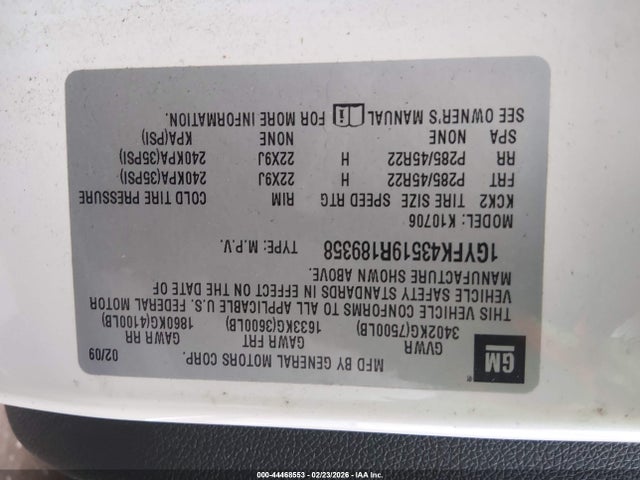 GM
MFD BY GENERAL MOTORS CORP. 02/09
GVWR GAWR FRT GAWR RR
3402KG(7500LB) 1633KG(3600LB) 1860KG(4100LB)
THIS VEHICLE CONFORMS TO ALL APPLICABLE U.S. FEDERAL MOTOR
VEHICLE SAFETY STANDARDS IN EFFECT ON THE DATE OF
MANUFACTURE SHOWN ABOVE.
1GYFK43519R189358 TYPE: M.P.V.
MODEL: K10706
KCK2 TIRE SIZE SPEED RTG RIM COLD TIRE PRESSURE
FRT P285/45R22 H 22X9J 240KPA(35PSI)
RR P285/45R22 H 22X9J 240KPA(35PSI)
SPA NONE NONE KPA(PSI)
SEE OWNER'S MANUAL FOR MORE INFORMATION.
000-44468553 - 02/23/2026 - IAA Inc.